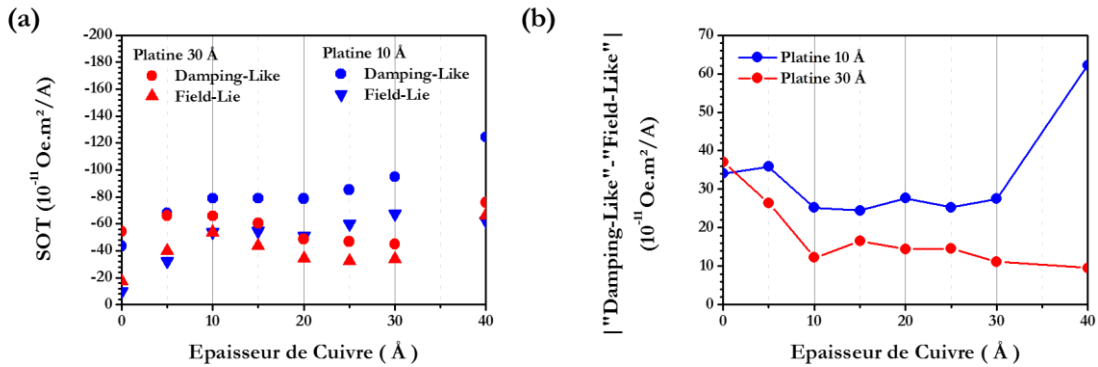 (a)
-200
-180
-160
-140
-120
-100
-80
-60
-40
-20
0
SOT (10⁻¹¹ Oe.m²/A)
Platine 30 Å
Damping-Like
Field-Lie
Platine 10 Å
Damping-Like
Field-Like
0 10 20 30 40
Epaisseur de Cuivre ( Å )
(b)
70
60
50
40
30
20
10
0
|"Damping-Like"-"Field-Like"|
(10⁻¹¹ Oe.m²/A)
Platine 10 Å
Platine 30 Å
0 10 20 30 40
Epaisseur de Cuivre ( Å )